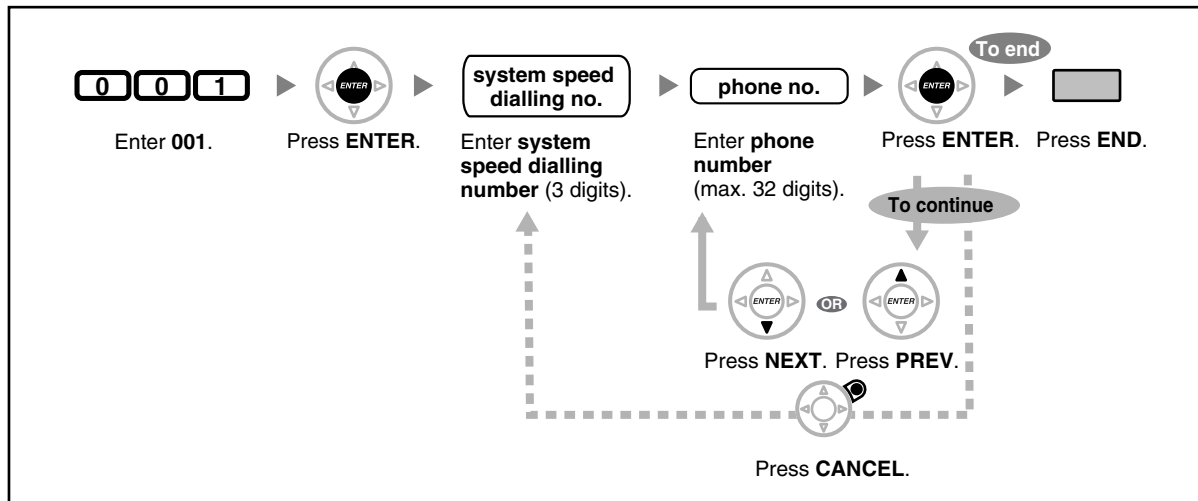 0 0 1
Enter 001.
ENTER
Press ENTER.
system speed
dialling no.
Enter system
speed dialling
number (3 digits).
phone no.
Enter phone
number
(max. 32 digits).
ENTER
Press ENTER.
To end
Press END.
To continue
ENTER
OR
ENTER
Press NEXT.
Press PREV.
Press CANCEL.